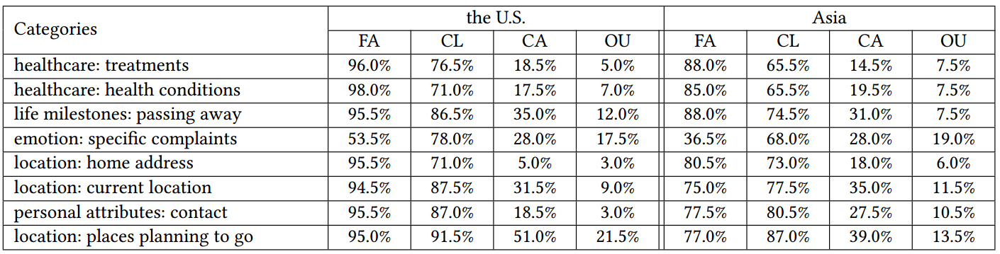 Categories the U.S. Asia
FA CL CA OU FA CL CA OU
healthcare: treatments 96.0% 76.5% 18.5% 5.0% 88.0% 65.5% 14.5% 7.5%
healthcare: health conditions 98.0% 71.0% 17.5% 7.0% 85.0% 65.5% 19.5% 7.5%
life milestones: passing away 95.5% 86.5% 35.0% 12.0% 88.0% 74.5% 31.0% 7.5%
emotion: specific complaints 53.5% 78.0% 28.0% 17.5% 36.5% 68.0% 28.0% 19.0%
location: home address 95.5% 71.0% 5.0% 3.0% 80.5% 73.0% 18.0% 6.0%
location: current location 94.5% 87.5% 31.5% 9.0% 75.0% 77.5% 35.0% 11.5%
personal attributes: contact 95.5% 87.0% 18.5% 3.0% 77.5% 80.5% 27.5% 10.5%
location: places planning to go 95.0% 91.5% 51.0% 21.5% 77.0% 87.0% 39.0% 13.5%